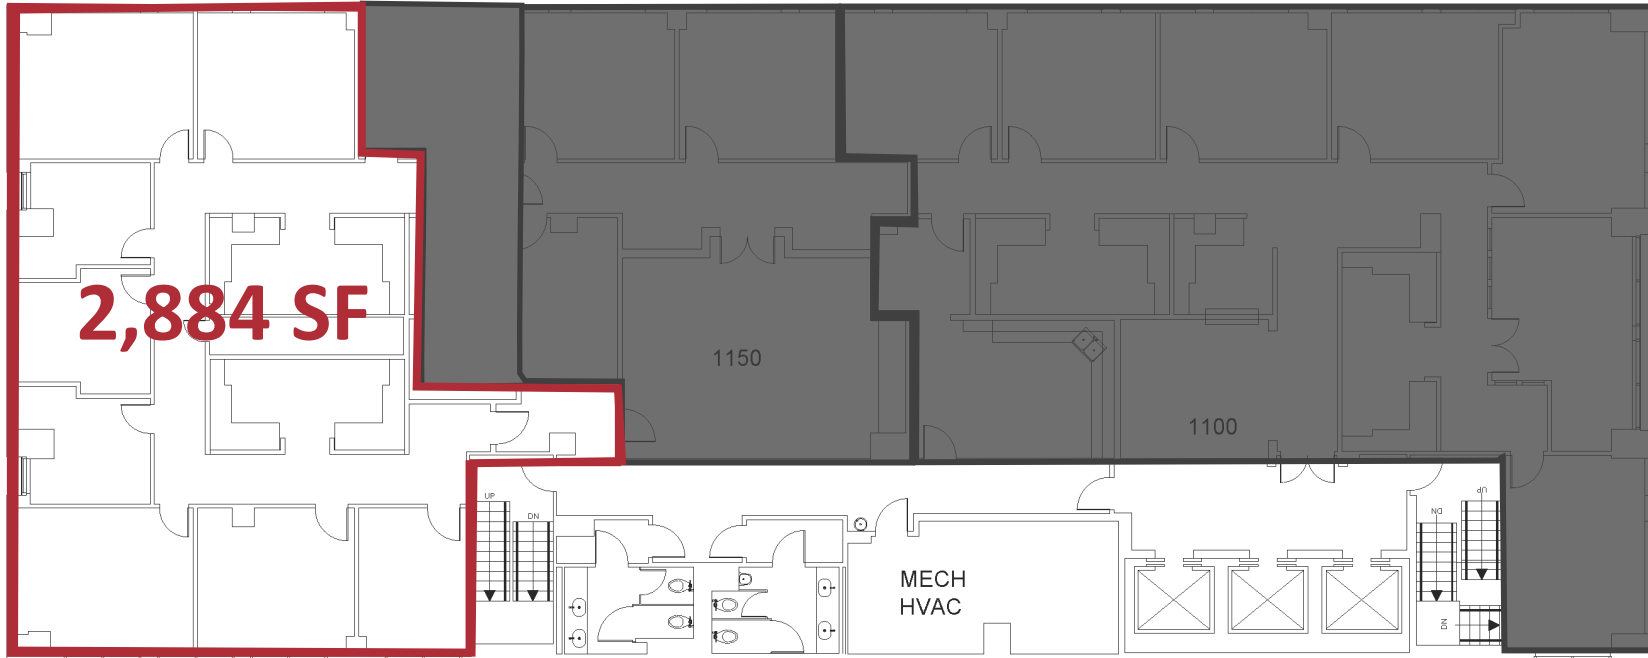 2,884 SF
1150
1100
UP
DN
MECH
HVAC
DN
UP
DN